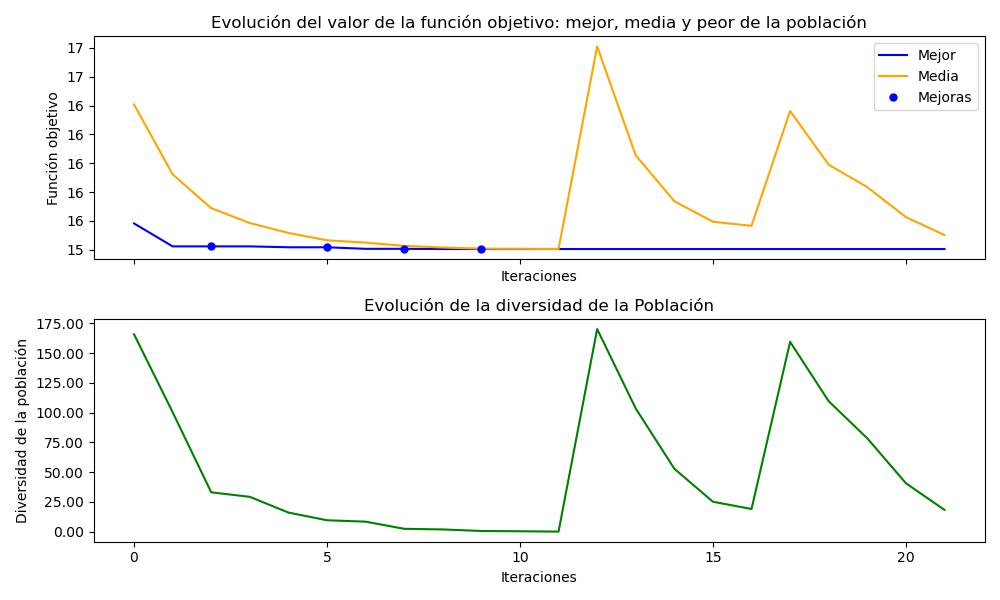 Evolución del valor de la función objetivo: mejor, media y peor de la población
Función objetivo
17
17
16
16
16
16
16
15
Mejor
Media
Mejoras
Iteraciones
Evolución de la diversidad de la Población
Diversidad de la población
175.00
150.00
125.00
100.00
75.00
50.00
25.00
0.00
0 5 10 15 20
Iteraciones